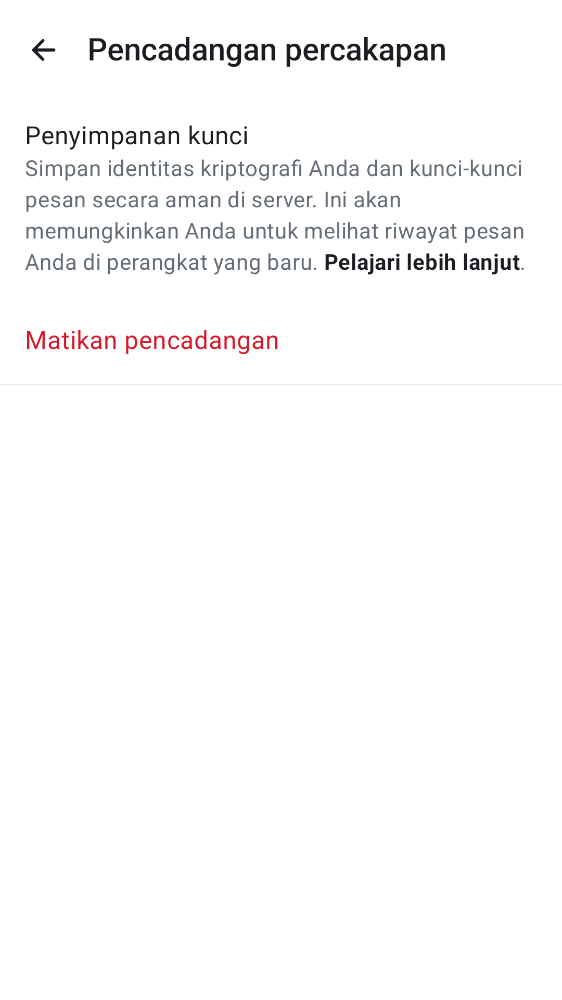 Pencadangan percakapan
Penyimpanan kunci
Simpan identitas kriptografi Anda dan kunci-kunci
pesan secara aman di server. Ini akan
memungkinkan Anda untuk melihat riwayat pesan
Anda di perangkat yang baru. Pelajari lebih lanjut.
Matikan pencadangan